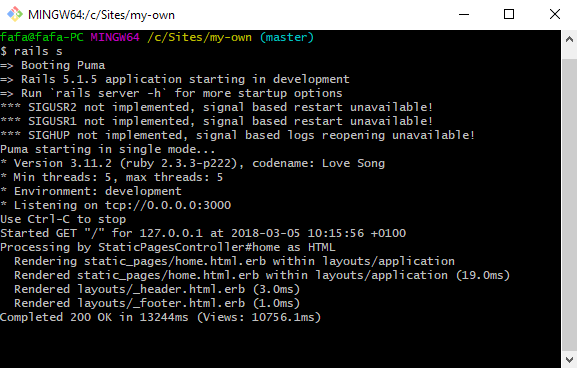 MINGW64:/c/Sites/my-own
fafa@fafa-PC MINGW64 /c/Sites/my-own (master)
$ rails s
=> Booting Puma
=> Rails 5.1.5 application starting in development
=> Run `rails server -h` for more startup options
*** SIGUSR2 not implemented, signal based restart unavailable!
*** SIGUSR1 not implemented, signal based restart unavailable!
*** SIGHUP not implemented, signal based logs reopening unavailable!
Puma starting in single mode...
* Version 3.11.2 (ruby 2.3.3-p222), codename: Love Song
* Min threads: 5, max threads: 5
* Environment: development
* Listening on tcp://0.0.0.0:3000
Use Ctrl-C to stop
Started GET "/" for 127.0.0.1 at 2018-03-05 10:15:56 +0100
Processing by StaticPagesController#home as HTML
  Rendering static_pages/home.html.erb within layouts/application
  Rendered static_pages/home.html.erb within layouts/application (19.0ms)
  Rendered layouts/_header.html.erb (3.0ms)
  Rendered layouts/_footer.html.erb (1.0ms)
Completed 200 OK in 13244ms (Views: 10756.1ms)